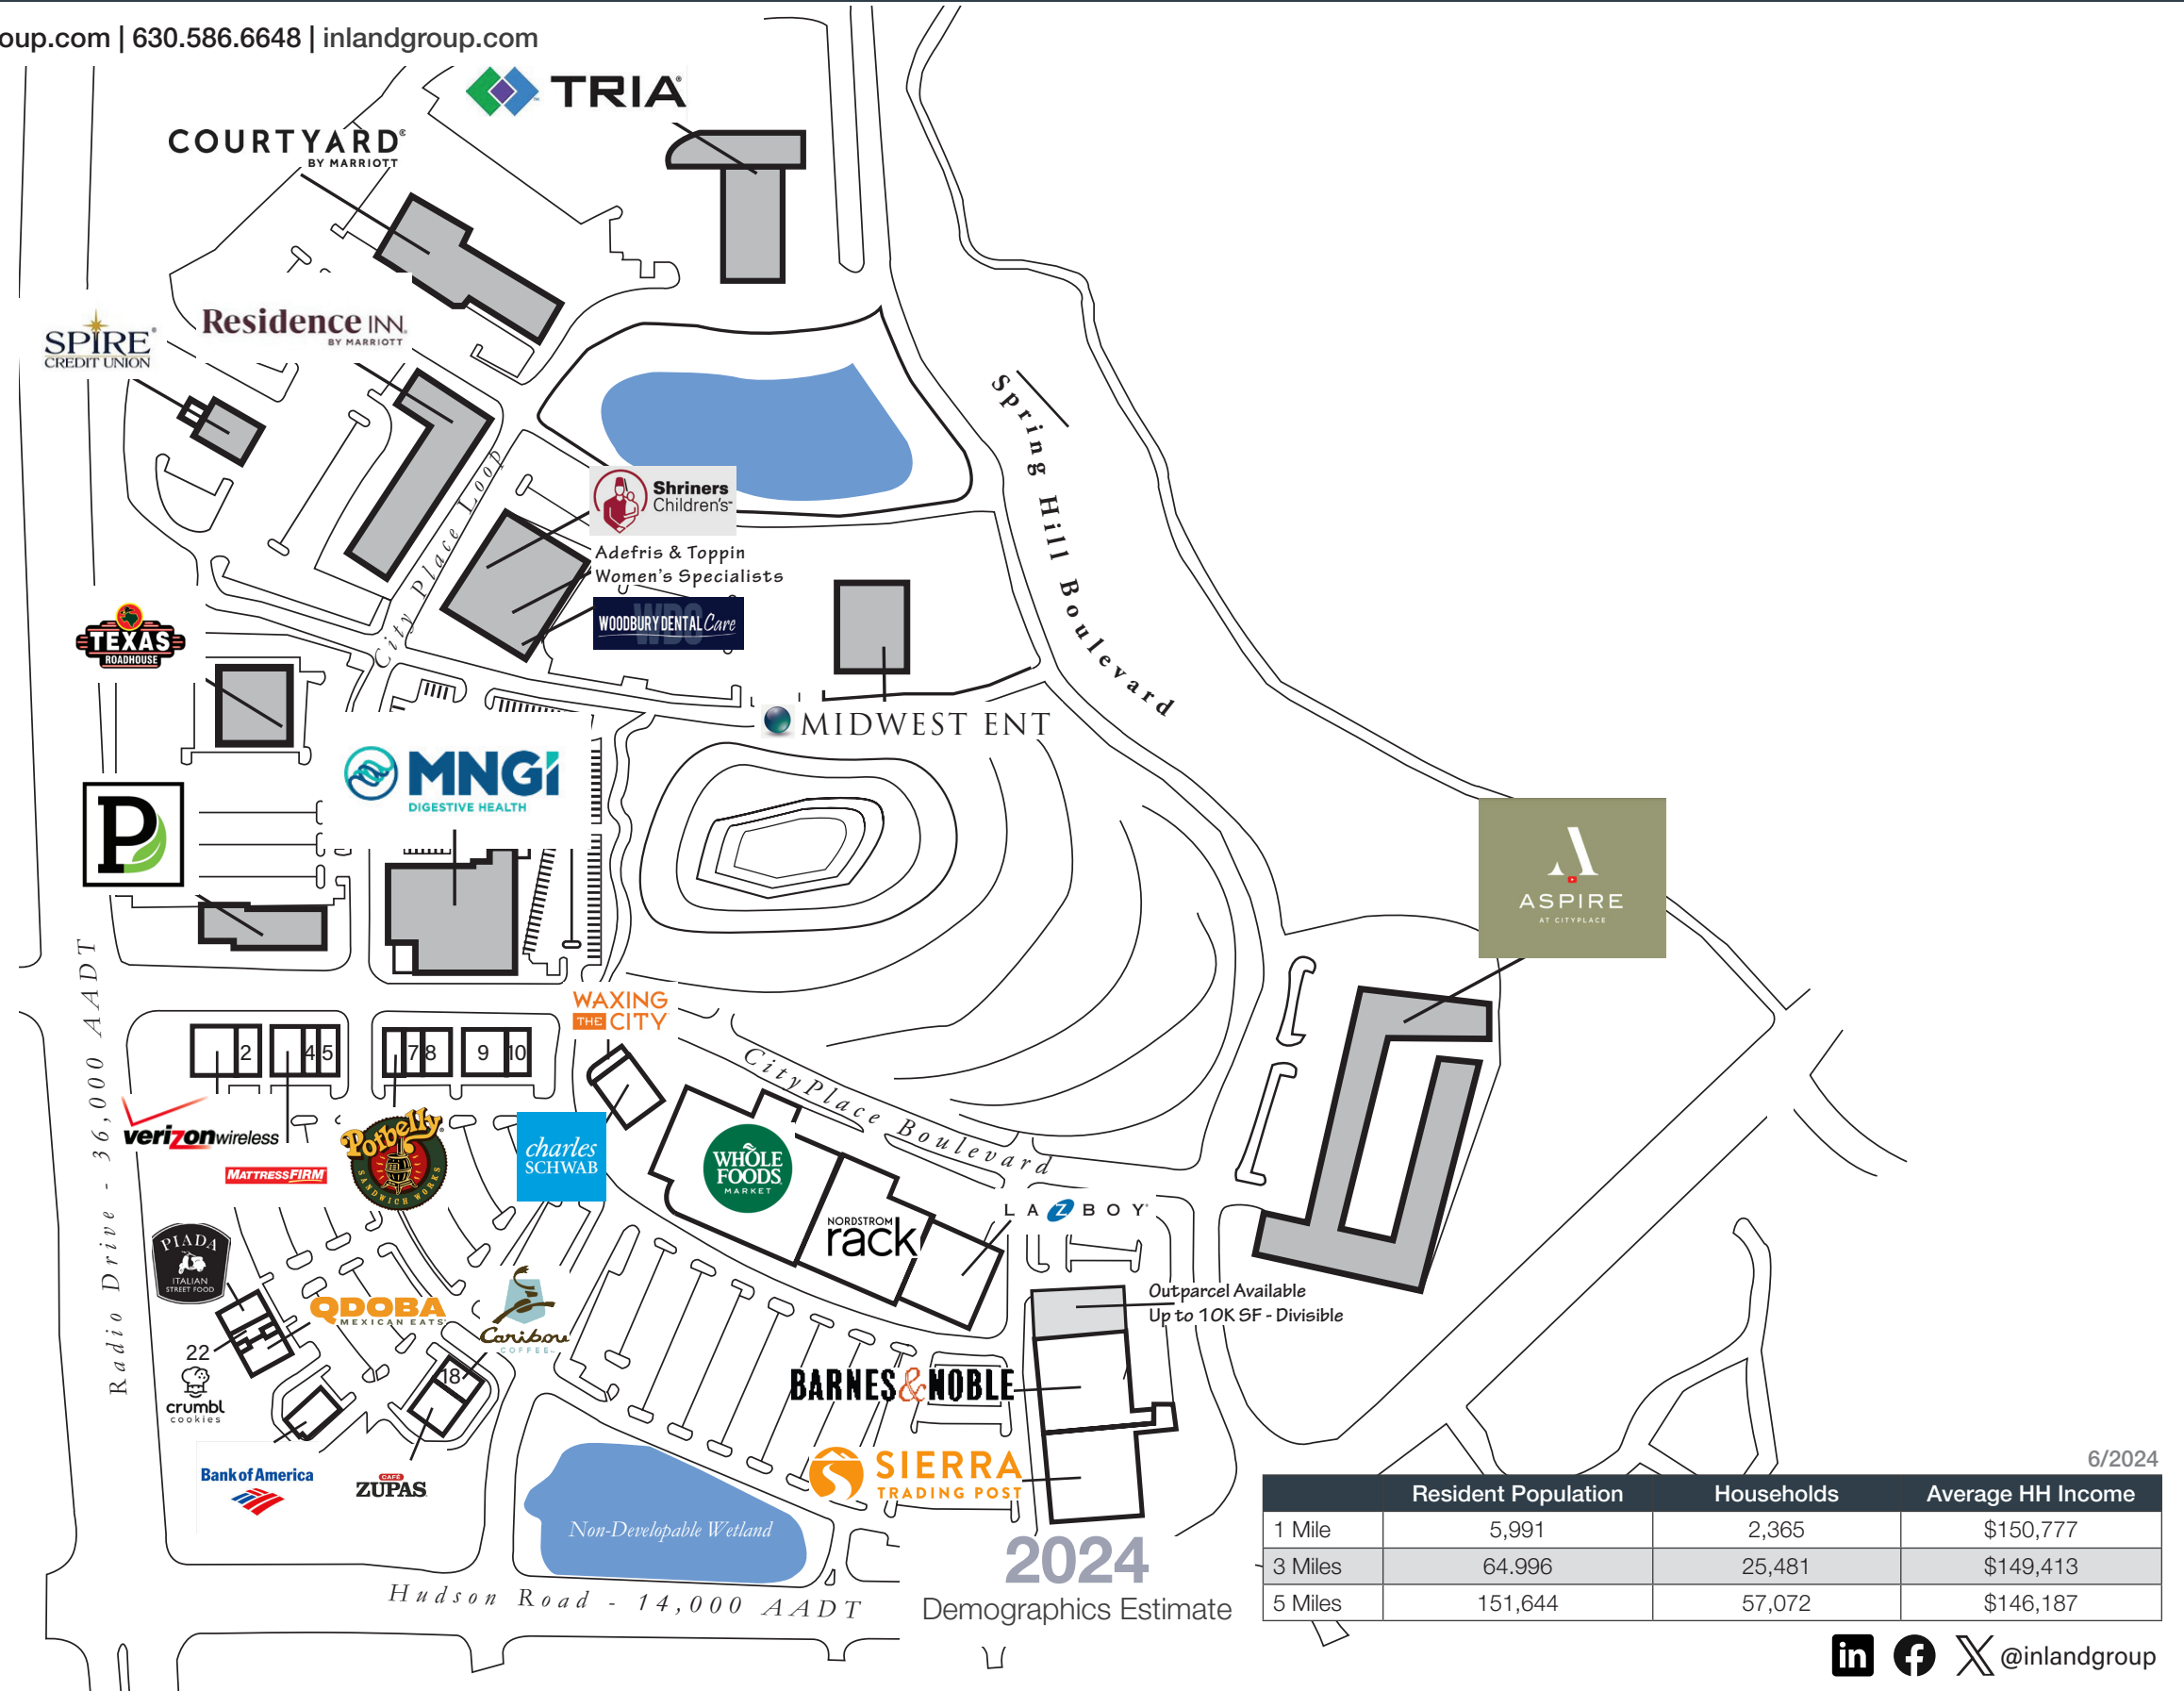 oup.com | 630.586.6648 | inlandgroup.com
TRIA
COURTYARD®
BY MARRIOTT
SPIRE®
CREDIT UNION
Residence INN.
BY MARRIOTT
City Place Loop
Shriners
Children's™
Adefris & Toppin
Women's Specialists
WDC
WOODBURY DENTAL Care
Spring Hill Boulevard
TEXAS
ROADHOUSE
MIDWEST ENT
MNGI
DIGESTIVE HEALTH
P
ASPIRE
AT CITYPLACE
WAXING
THE CITY
2
4
5
7
8
9
10
CityPlace Boulevard
Radio Drive - 36,000 AADT
verizonwireless
MATTRESSFIRM
Potbelly
SANDWICH WORKS
charles
SCHWAB
WHOLE
FOODS
MARKET
NORDSTROM
rack
LAZBOY
PIADA
ITALIAN
STREET FOOD
QDOBA
MEXICAN EATS
Caribou
COFFEE
Outparcel Available
Up to 10K SF - Divisible
22
crumbl
cookies
18
BARNES&NOBLE
Bank of America
CAFÉ
ZUPAS
SIERRA
TRADING POST
Non-Developable Wetland
Hudson Road - 14,000 AADT
2024
Demographics Estimate
6/2024
Resident Population Households Average HH Income
1 Mile 5,991 2,365 $150,777
3 Miles 64.996 25,481 $149,413
5 Miles 151,644 57,072 $146,187
in f X @inlandgroup